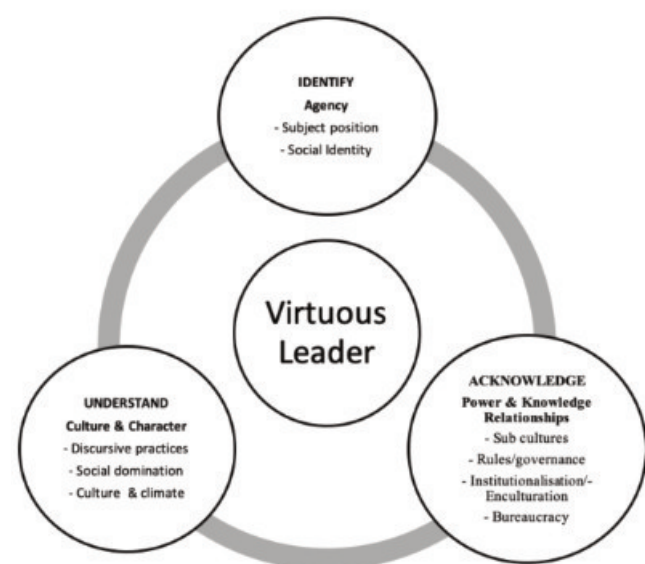 IDENTIFY
Agency
- Subject position
- Social Identity
Virtuous
Leader
UNDERSTAND
Culture & Character
- Discursive practices
- Social domination
- Culture & climate
ACKNOWLEDGE
Power & Knowledge
Relationships
- Sub cultures
- Rules/governance
- Institutionalisation/-
Enculturation
- Bureaucracy